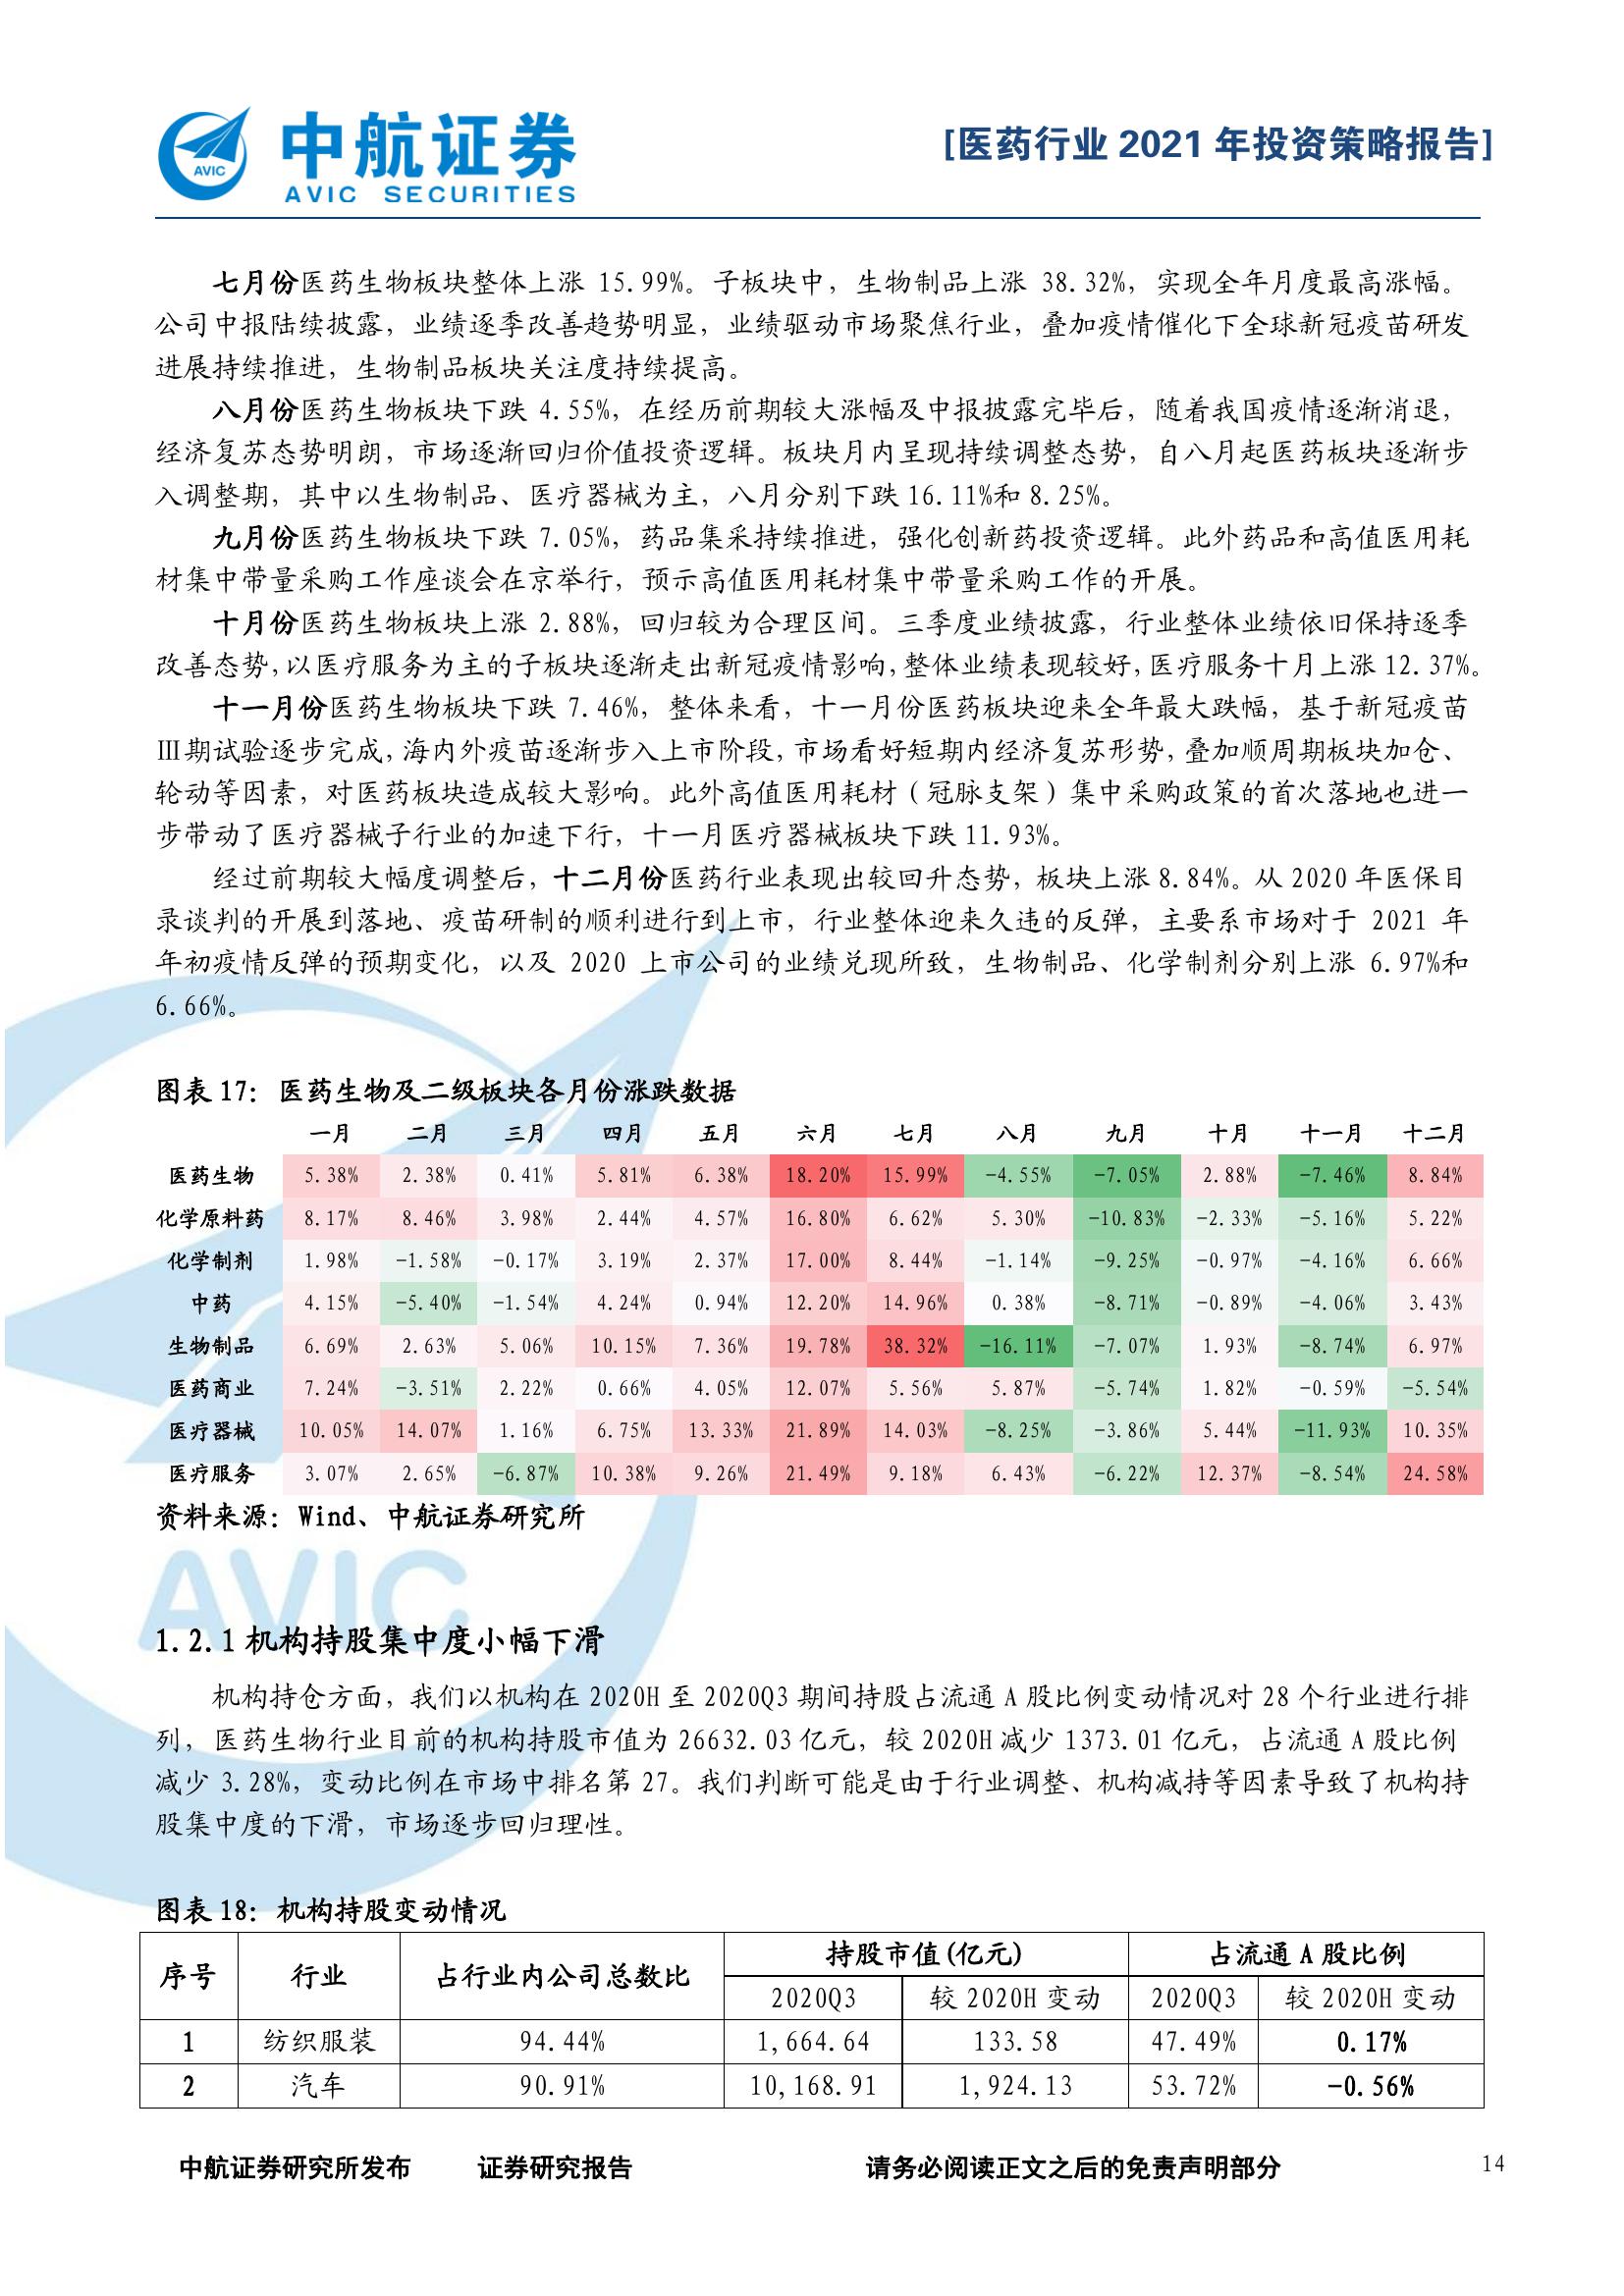 中航证券
AVIC SECURITIES
AVIC
[医药行业 2021 年投资策略报告]
七月份医药生物板块整体上涨 15.99%。子板块中，生物制品上涨 38.32%，实现全年月度最高涨幅。
公司中报陆续披露，业绩逐季改善趋势明显，业绩驱动市场聚焦行业，叠加疫情催化下全球新冠疫苗研发
进展持续推进，生物制品板块关注度持续提高。
八月份医药生物板块下跌 4.55%，在经历前期较大涨幅及中报披露完毕后，随着我国疫情逐渐消退，
经济复苏态势明朗，市场逐渐回归价值投资逻辑。板块月内呈现持续调整态势，自八月起医药板块逐渐步
入调整期，其中以生物制品、医疗器械为主，八月分别下跌 16.11%和 8.25%。
九月份医药生物板块下跌 7.05%，药品集采持续推进，强化创新药投资逻辑。此外药品和高值医用耗
材集中带量采购工作座谈会在京举行，预示高值医用耗材集中带量采购工作的开展。
十月份医药生物板块上涨 2.88%，回归较为合理区间。三季度业绩披露，行业整体业绩依旧保持逐季
改善态势，以医疗服务为主的子板块逐渐走出新冠疫情影响，整体业绩表现较好，医疗服务十月上涨 12.37%。
十一月份医药生物板块下跌 7.46%，整体来看，十一月份医药板块迎来全年最大跌幅，基于新冠疫苗
Ⅲ期试验逐步完成，海内外疫苗逐渐步入上市阶段，市场看好短期内经济复苏形势，叠加顺周期板块加仓、
轮动等因素，对医药板块造成较大影响。此外高值医用耗材（冠脉支架）集中采购政策的首次落地也进一
步带动了医疗器械子行业的加速下行，十一月医疗器械板块下跌 11.93%。
经过前期较大幅度调整后，十二月份医药行业表现出较回升态势，板块上涨 8.84%。从 2020 年医保目
录谈判的开展到落地、疫苗研制的顺利进行到上市，行业整体迎来久违的反弹，主要系市场对于 2021 年
年初疫情反弹的预期变化，以及 2020 上市公司的业绩兑现所致，生物制品、化学制剂分别上涨 6.97%和
6.66%。
图表 17：医药生物及二级板块各月份涨跌数据
一月 二月 三月 四月 五月 六月 七月 八月 九月 十月 十一月 十二月
医药生物 5.38% 2.38% 0.41% 5.81% 6.38% 18.20% 15.99% -4.55% -7.05% 2.88% -7.46% 8.84%
化学原料药 8.17% 8.46% 3.98% 2.44% 4.57% 16.80% 6.62% 5.30% -10.83% -2.33% -5.16% 5.22%
化学制剂 1.98% -1.58% -0.17% 3.19% 2.37% 17.00% 8.44% -1.14% -9.25% -0.97% -4.16% 6.66%
中药 4.15% -5.40% -1.54% 4.24% 0.94% 12.20% 14.96% 0.38% -8.71% -0.89% -4.06% 3.43%
生物制品 6.69% 2.63% 5.06% 10.15% 7.36% 19.78% 38.32% -16.11% -7.07% 1.93% -8.74% 6.97%
医药商业 7.24% -3.51% 2.22% 0.66% 4.05% 12.07% 5.56% 5.87% -5.74% 1.82% -0.59% -5.54%
医疗器械 10.05% 14.07% 1.16% 6.75% 13.33% 21.89% 14.03% -8.25% -3.86% 5.44% -11.93% 10.35%
医疗服务 3.07% 2.65% -6.87% 10.38% 9.26% 21.49% 9.18% 6.43% -6.22% 12.37% -8.54% 24.58%
资料来源：Wind、中航证券研究所
AVIC
1.2.1 机构持股集中度小幅下滑
机构持仓方面，我们以机构在 2020H 至 2020Q3 期间持股占流通 A 股比例变动情况对 28 个行业进行排
列，医药生物行业目前的机构持股市值为 26632.03 亿元，较 2020H 减少 1373.01 亿元，占流通 A 股比例
减少 3.28%，变动比例在市场中排名第 27。我们判断可能是由于行业调整、机构减持等因素导致了机构持
股集中度的下滑，市场逐步回归理性。
图表 18：机构持股变动情况
序号 行业 占行业内公司总数比 持股市值(亿元) 占流通 A 股比例
2020Q3 较 2020H 变动 2020Q3 较 2020H 变动
1 纺织服装 94.44% 1,664.64 133.58 47.49% 0.17%
2 汽车 90.91% 10,168.91 1,924.13 53.72% -0.56%
中航证券研究所发布 证券研究报告 请务必阅读正文之后的免责声明部分 14